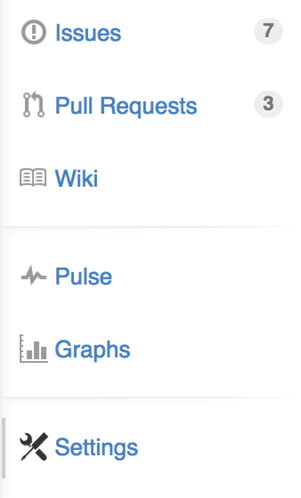 Issues 7
Pull Requests 3
Wiki
Pulse
Graphs
Settings